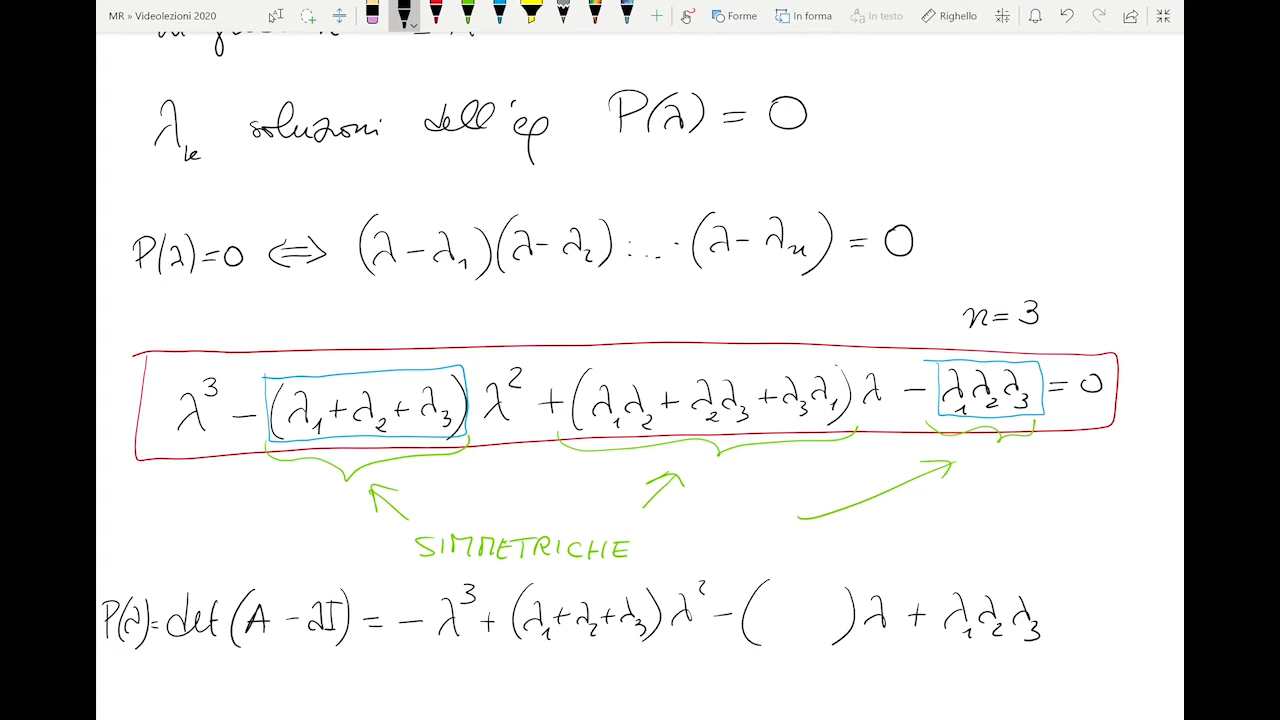 MR » Videolezioni 2020 Forme In forma In testo Righello
λₖ soluzioni dell'eq P(λ) = 0
P(λ)=0 ⇔ (λ-λ₁)(λ-λ₂)....(λ-λₙ) = 0
n=3
λ³ - (λ₁+λ₂+λ₃) λ² + (λ₁λ₂ + λ₂λ₃ + λ₃λ₁) λ - λ₁λ₂λ₃ = 0
SIMMETRICHE
P(λ)= det (A - λI) = - λ³ + (λ₁+λ₂+λ₃) λ² - ( ) λ + λ₁λ₂λ₃